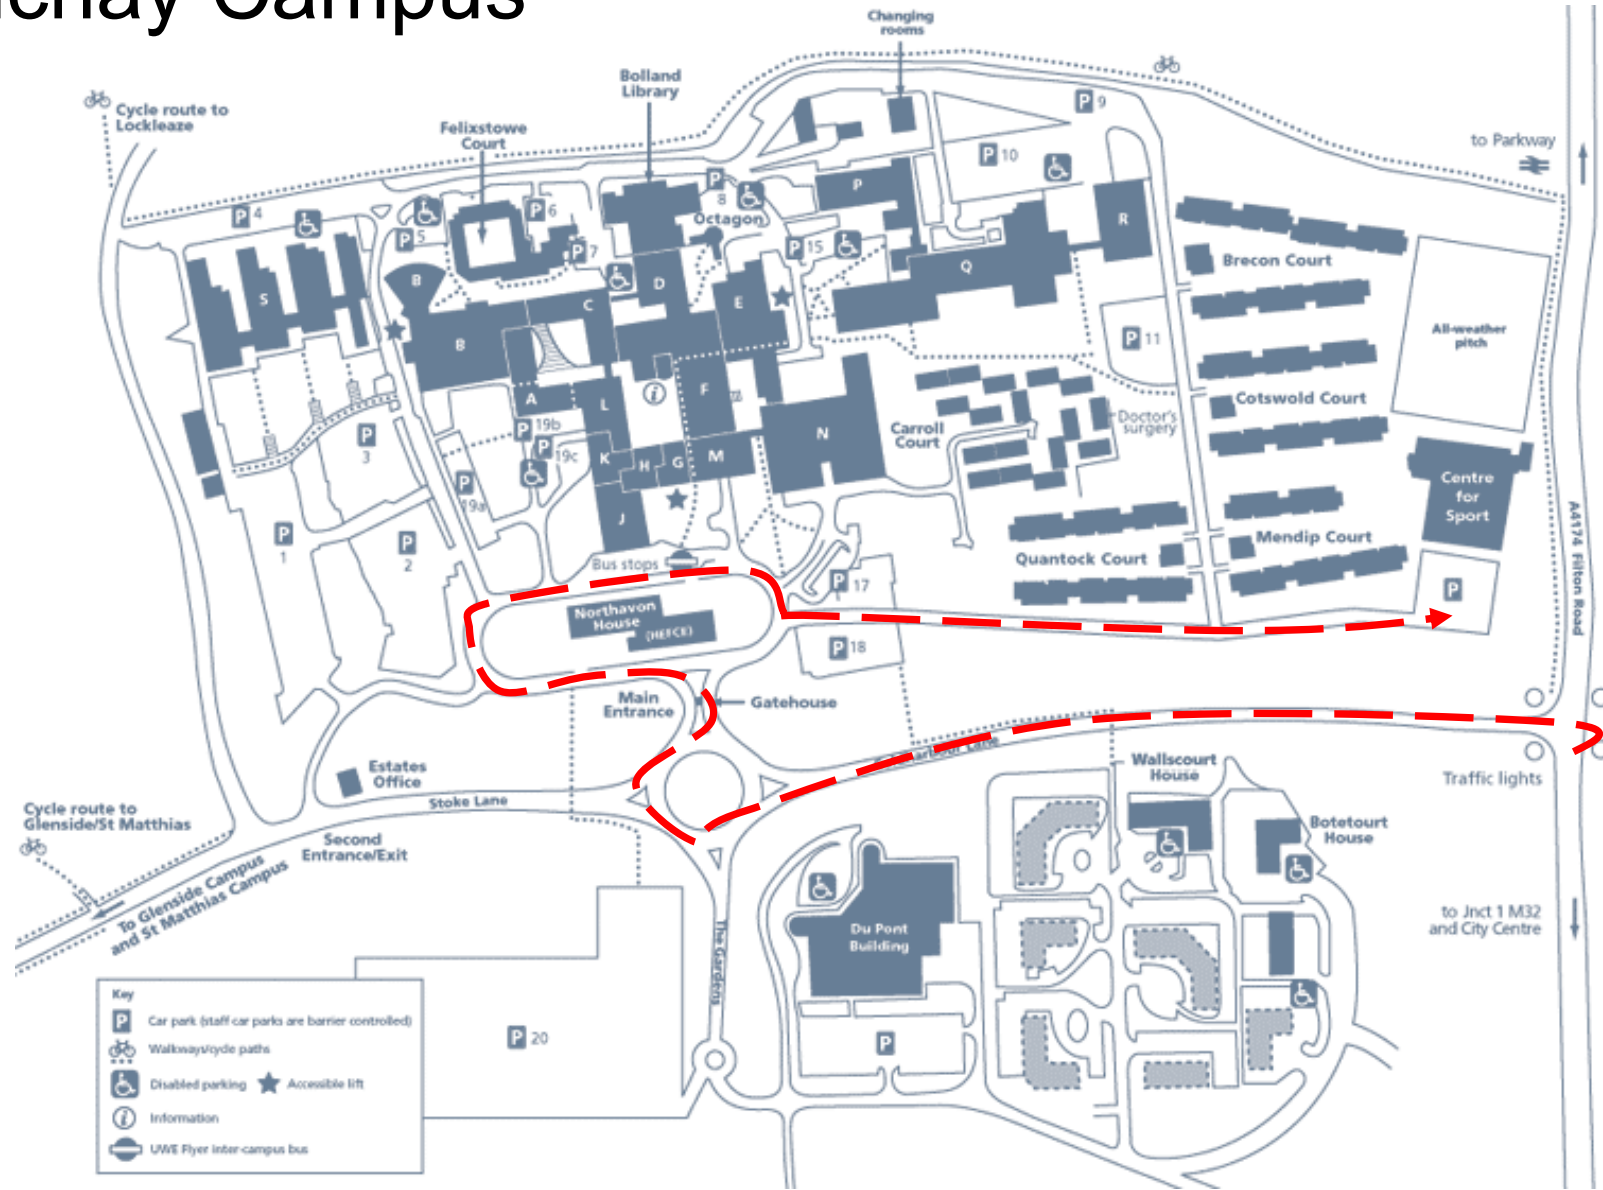 Campus
Changing
rooms
Bolland
Library
Cycle route to
Lockleaze
Felixstowe
Court
P 9
to Parkway
P 10
P 4
P 5
P 6
P 7
P
8
Octagon
P 15
P
R
Q
S
B
B
C
D
E
A
L
F
K
H
G
M
N
J
Brecon Court
All-weather
pitch
P 11
Cotswold Court
Carroll
Court
Doctor's
surgery
P
3
P 19b
P
19c
P
19a
P
1
P
2
Centre
for
Sport
Mendip Court
Quantock Court
A4174 Filton Road
Bus stops
P 17
P
Northavon
House
(HEFCE)
P 18
Main
Entrance
Gatehouse
Lane
Wallscourt
House
Traffic lights
Estates
Office
Stoke Lane
Cycle route to
Glenside/St Matthias
Second
Entrance/Exit
Botetourt
House
To Glenside Campus
and St Matthias Campus
Du Pont
Building
to Jnct 1 M32
and City Centre
The Gardens
P 20
P
Key
P Car park (staff car parks are barrier controlled)
Walkways/cycle paths
Disabled parking
Accessible lift
i Information
UWE Flyer inter-campus bus